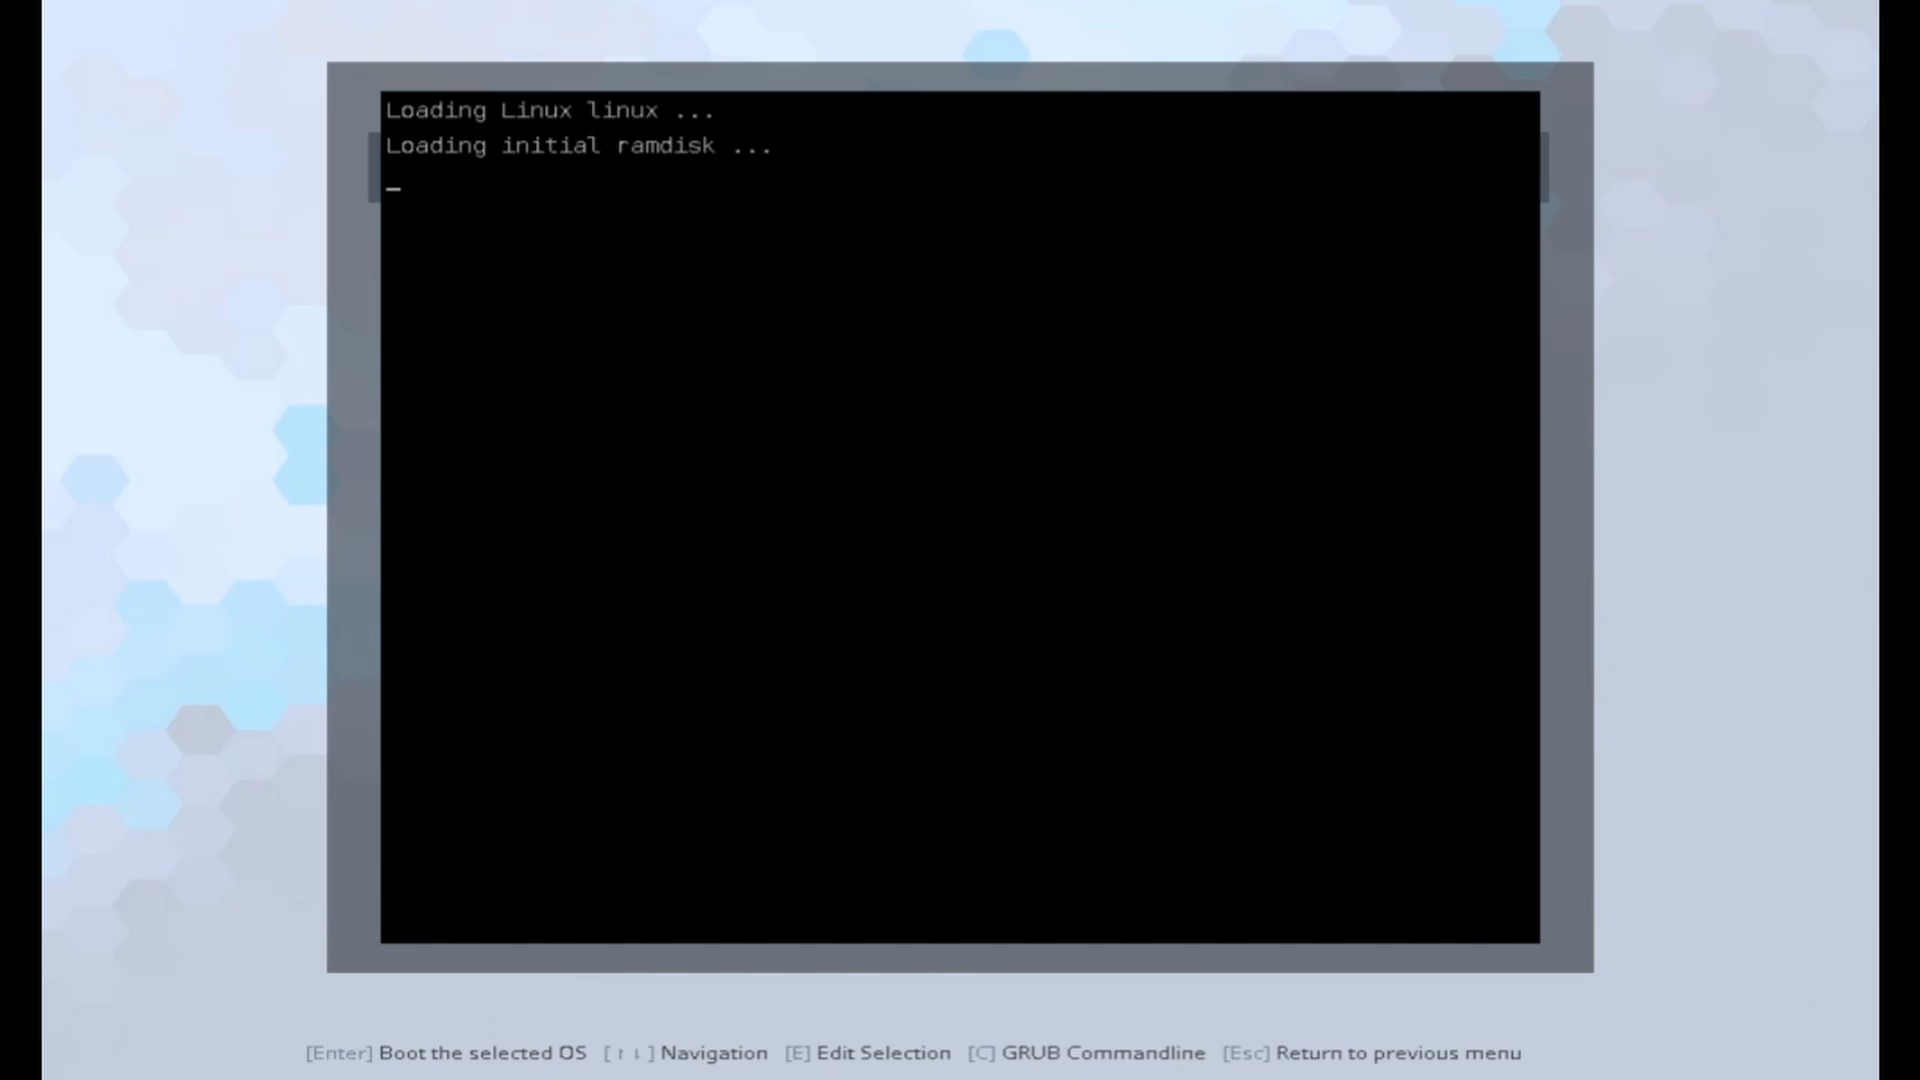 Loading Linux linux ...
Loading initial ramdisk ...
_
[Enter] Boot the selected OS [↑ ↓] Navigation [E] Edit Selection [C] GRUB Commandline [Esc] Return to previous menu